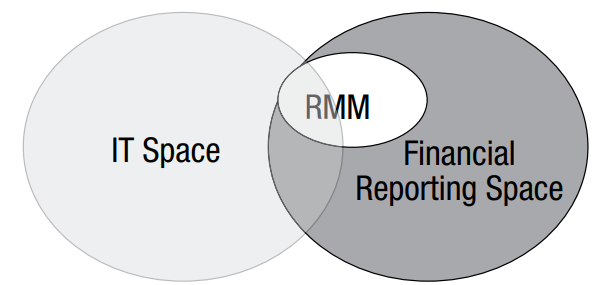 RMM
IT Space
Financial
Reporting Space